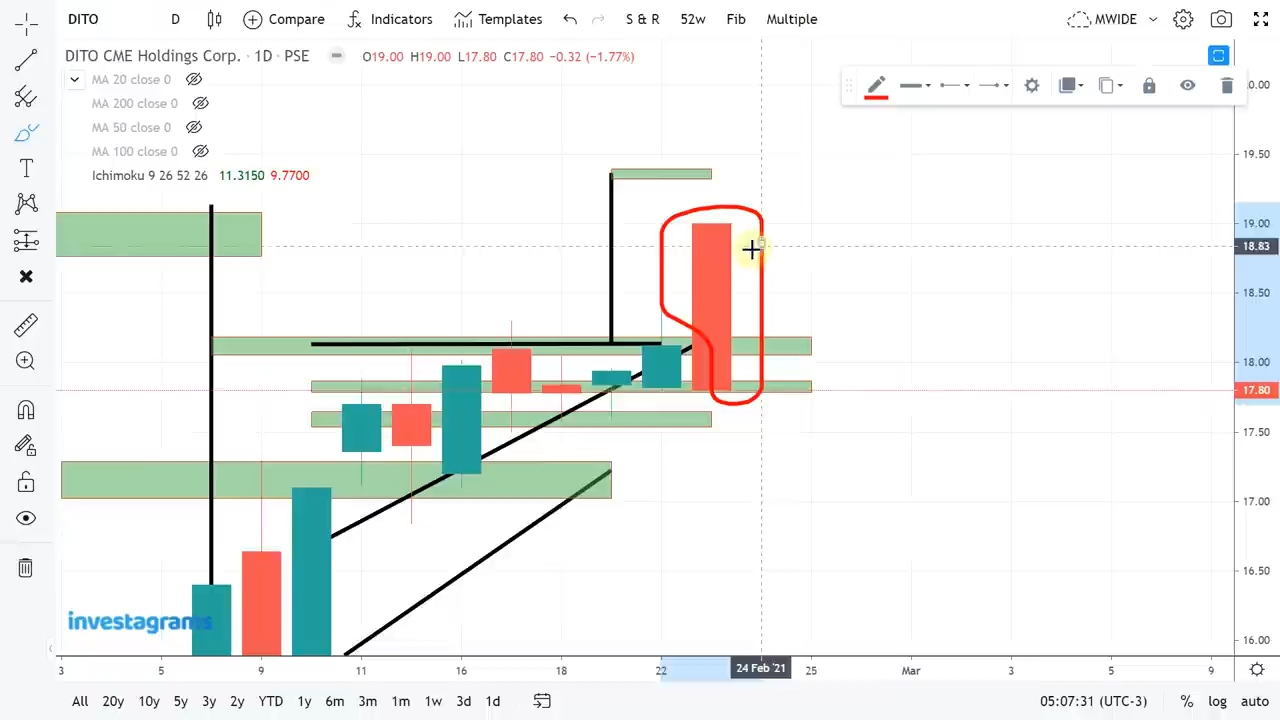 DITO D Compare Indicators Templates S & R 52w Fib Multiple MWIDE
DITO CME Holdings Corp. · 1D · PSE O19.00 H19.00 L17.80 C17.80 −0.32 (−1.77%)
MA 20 close 0
MA 200 close 0
MA 50 close 0
MA 100 close 0
Ichimoku 9 26 52 26 11.3150 9.7700
19.50
19.00
18.83
18.50
18.00
17.80
17.50
17.00
16.50
16.00
investagrams
3 5 9 11 16 18 22 24 Feb '21 25 Mar 3 5 9
All 20y 10y 5y 3y 2y YTD 1y 6m 3m 1m 1w 3d 1d 05:07:31 (UTC-3) % log auto